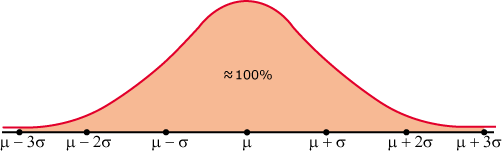 ≈100%
μ − 3σ μ − 2σ μ − σ μ μ + σ μ + 2σ μ + 3σ